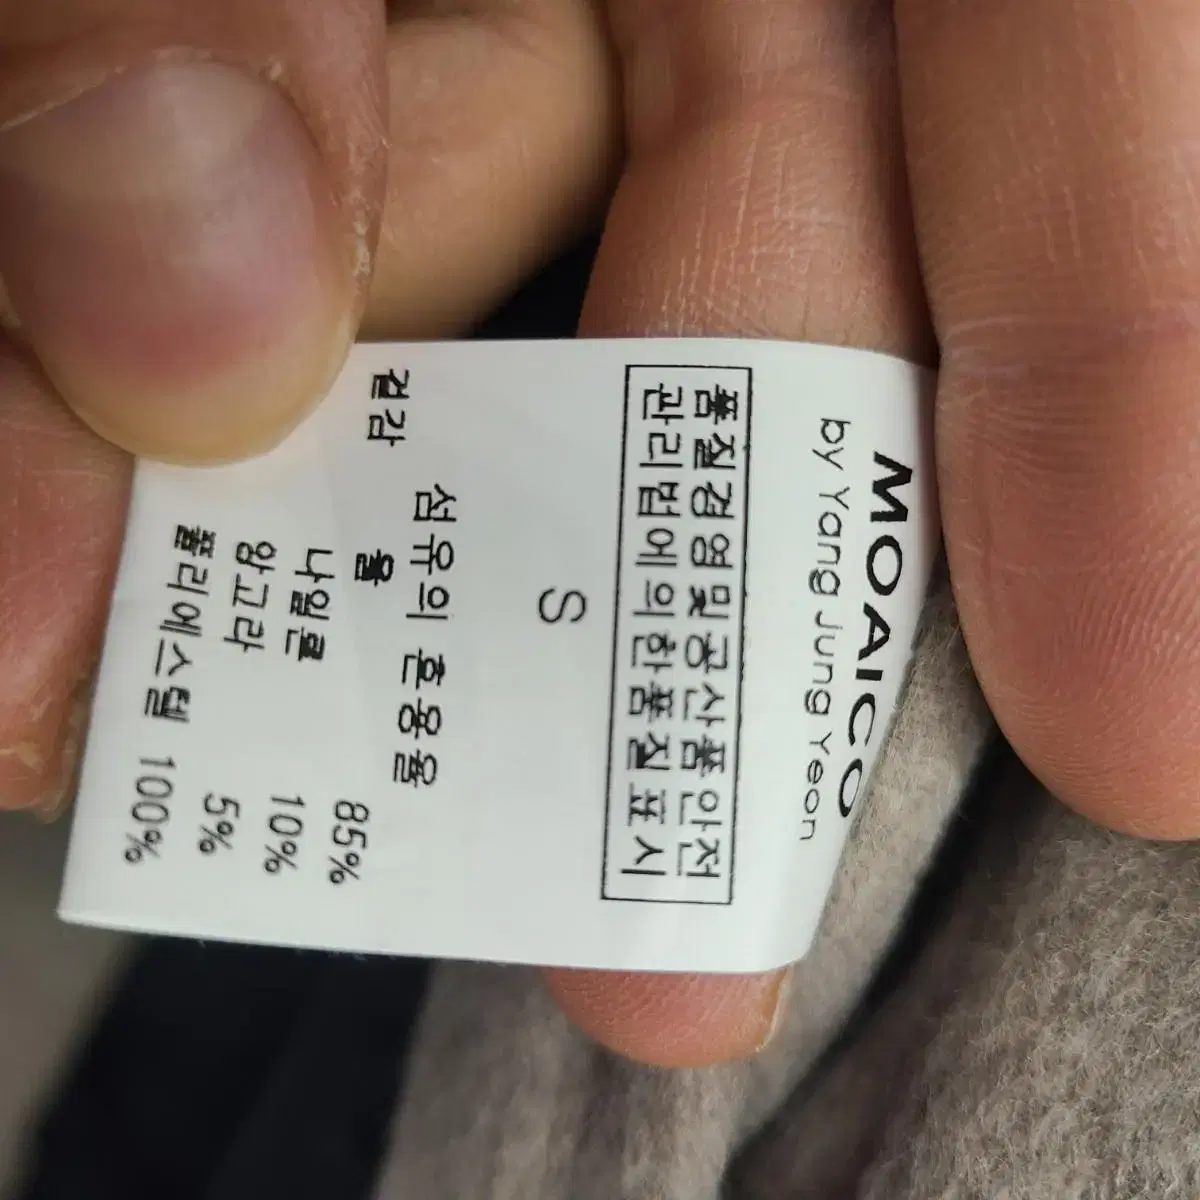 MOAICO
by Yang Jung Yeon
품질경영및공산품안전
관리법에의한품질표시
S
섬유의 혼용율
겉감 울 85%
나일론 10%
앙고라 5%
폴리에스텔 100%